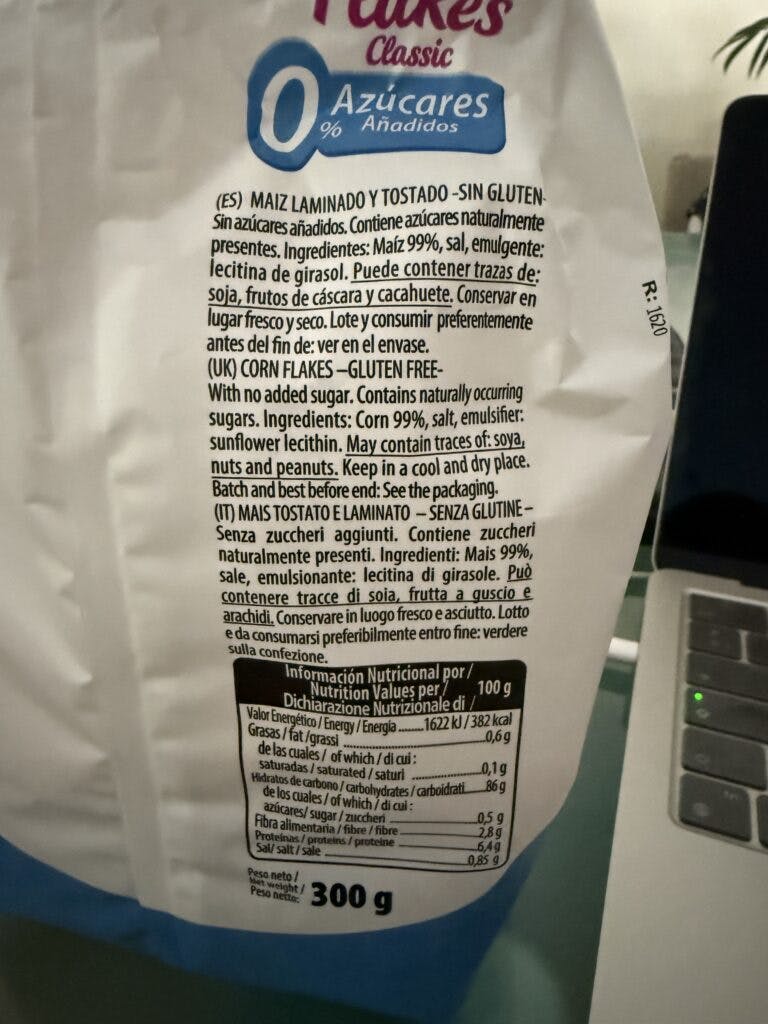 Flakes
Classic
0% Azúcares
Añadidos
(ES) MAIZ LAMINADO Y TOSTADO -SIN GLUTEN-
Sin azúcares añadidos. Contiene azúcares naturalmente
presentes. Ingredientes: Maíz 99%, sal, emulgente:
lecitina de girasol. Puede contener trazas de:
soja, frutos de cáscara y cacahuete. Conservar en
lugar fresco y seco. Lote y consumir preferentemente
antes del fin de: ver en el envase.
(UK) CORN FLAKES –GLUTEN FREE-
With no added sugar. Contains naturally occurring
sugars. Ingredients: Corn 99%, salt, emulsifier:
sunflower lecithin. May contain traces of: soya,
nuts and peanuts. Keep in a cool and dry place.
Batch and best before end: See the packaging.
(IT) MAIS TOSTATO E LAMINATO – SENZA GLUTINE –
Senza zuccheri aggiunti. Contiene zuccheri
naturalmente presenti. Ingredienti: Mais 99%,
sale, emulsionante: lecitina di girasole. Può
contenere tracce di soia, frutta a guscio e
arachidi. Conservare in luogo fresco e asciutto. Lotto
e da consumarsi preferibilmente entro fine: verdere
sulla confezione.
Información Nutricional por /
Nutrition Values per / 100 g
Dichiarazione Nutrizionale di /
Valor Energético / Energy / Energia ........ 1622 kJ / 382 kcal
Grasas / fat /grassi ........ 0,6 g
de las cuales / of which / di cui :
saturadas / saturated / saturi ........ 0,1 g
Hidratos de carbono / carbohydrates / carboidrati ..... 86 g
de los cuales / of which / di cui :
azúcares/ sugar / zuccheri ........ 0,5 g
Fibra alimentaria / fibre / fibre ........ 2,8 g
Proteínas / proteins / proteine ........ 6,4 g
Sal/ salt / sale ........ 0,85 g
Peso neto /
Net weight /
Peso netto: 300 g
R: 1620